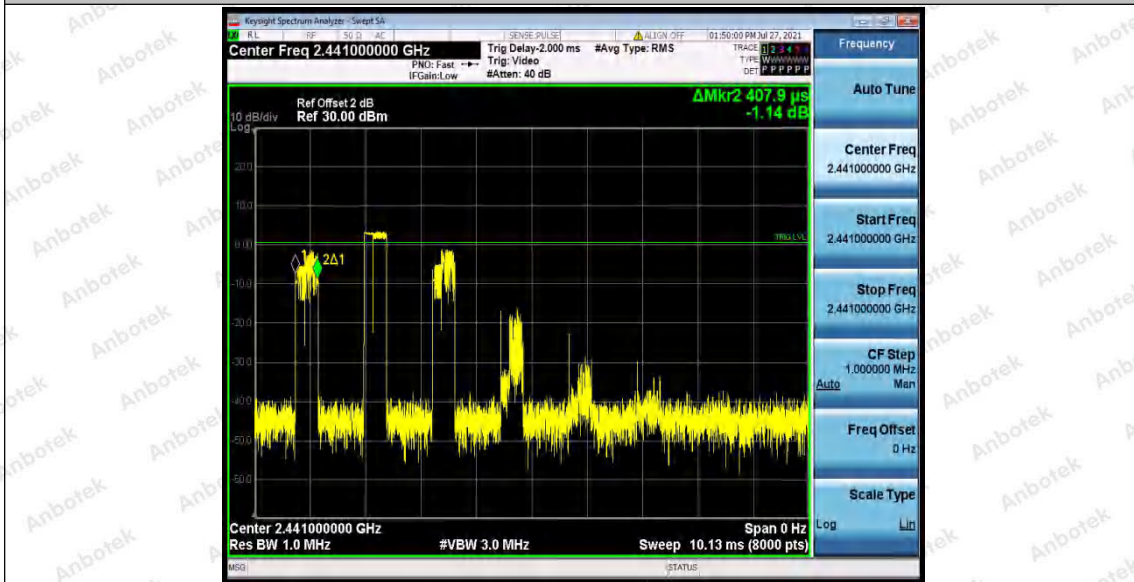 Keysight Spectrum Analyzer - Swept SA
RL RF 50 Ω AC SENSE:PULSE ALIGN OFF 01:50:00 PM Jul 27, 2021
Center Freq 2.441000000 GHz
PNO: Fast
IFGain:Low
Trig Delay-2.000 ms
Trig: Video
#Atten: 40 dB
#Avg Type: RMS
TRACE 1 2 3 4 5 6
TYPE WWWWWW
DET P P P P P P
Ref Offset 2 dB
10 dB/div Ref 30.00 dBm
Log
ΔMkr2 407.9 µs
-1.14 dB
20.0
10.0
0.00
TRIG LVL
1 2Δ1
-10.0
-20.0
-30.0
-40.0
-50.0
-60.0
Center 2.441000000 GHz Span 0 Hz
Res BW 1.0 MHz #VBW 3.0 MHz Sweep 10.13 ms (8000 pts)
MSG STATUS
Frequency
Auto Tune
Center Freq
2.441000000 GHz
Start Freq
2.441000000 GHz
Stop Freq
2.441000000 GHz
CF Step
1.000000 MHz
Auto Man
Freq Offset
0 Hz
Scale Type
Log Lin
Anbotek